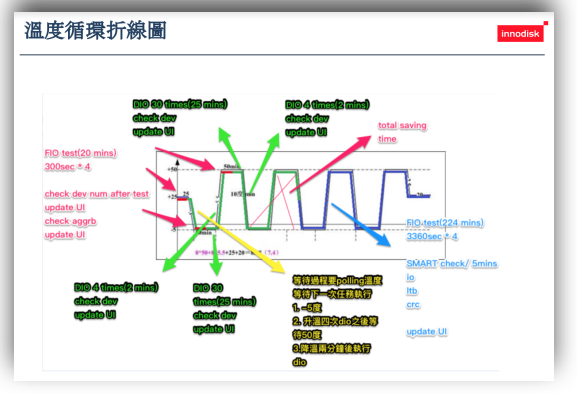 溫度循環折線圖
innodisk
DIO 30 times(25 mins)
check dev
update UI
DIO 4 times(2 mins)
check dev
update UI
total saving
time
FIO test(20 mins)
300sec * 4
check dev num after test
update UI
check aggrb
update UI
+50
+25
25
50min
10度/min
20
FIO test(224 mins)
3360sec * 4
SMART check/ 5mins
io
ltb
crc
update UI
DIO 4 times(2 mins)
check dev
update UI
DIO 30
times(25 mins)
check dev
update UI
等待過程要polling溫度
等待下一次任務執行
1. -5度
2. 升溫四次dio之後等
待50度
3.降溫兩分鐘後執行
dio